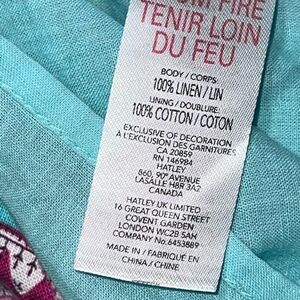 FIRE
TENIR LOIN
DU FEU
BODY / CORPS:
100% LINEN / LIN
LINING / DOUBLURE:
100% COTTON / COTON
EXCLUSIVE OF DECORATION
A L'EXCLUSION DES GARNITURES
CA 20859
RN 146984
HATLEY
860, 90e AVENUE
LASALLE H8R 3A2
CANADA
HATLEY UK LIMITED
16 GREAT QUEEN STREET
COVENT GARDEN
LONDON WC2B 5AH
COMPANY No. 6453889
MADE IN / FABRIQUÉ EN
CHINA / CHINE